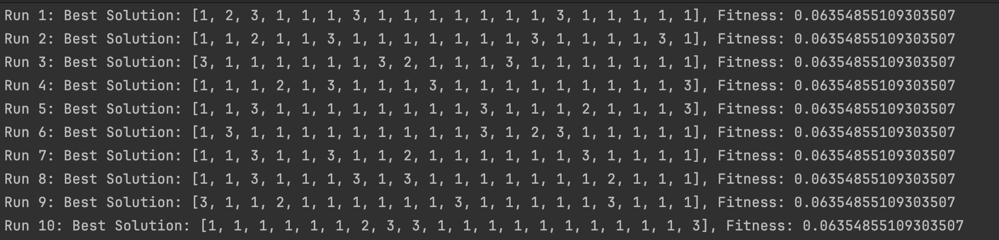 Run 1: Best Solution: [1, 2, 3, 1, 1, 1, 3, 1, 1, 1, 1, 1, 1, 1, 3, 1, 1, 1, 1, 1], Fitness: 0.06354855109303507
Run 2: Best Solution: [1, 1, 2, 1, 1, 3, 1, 1, 1, 1, 1, 1, 1, 3, 1, 1, 1, 1, 3, 1], Fitness: 0.06354855109303507
Run 3: Best Solution: [3, 1, 1, 1, 1, 1, 1, 3, 2, 1, 1, 1, 3, 1, 1, 1, 1, 1, 1, 1], Fitness: 0.06354855109303507
Run 4: Best Solution: [1, 1, 1, 2, 1, 3, 1, 1, 1, 3, 1, 1, 1, 1, 1, 1, 1, 1, 1, 3], Fitness: 0.06354855109303507
Run 5: Best Solution: [1, 1, 3, 1, 1, 1, 1, 1, 1, 1, 1, 3, 1, 1, 1, 2, 1, 1, 1, 3], Fitness: 0.06354855109303507
Run 6: Best Solution: [1, 3, 1, 1, 1, 1, 1, 1, 1, 1, 1, 3, 1, 2, 3, 1, 1, 1, 1, 1], Fitness: 0.06354855109303507
Run 7: Best Solution: [1, 1, 3, 1, 1, 3, 1, 1, 2, 1, 1, 1, 1, 1, 1, 3, 1, 1, 1, 1], Fitness: 0.06354855109303507
Run 8: Best Solution: [1, 1, 3, 1, 1, 1, 3, 1, 3, 1, 1, 1, 1, 1, 1, 1, 2, 1, 1, 1], Fitness: 0.06354855109303507
Run 9: Best Solution: [3, 1, 1, 2, 1, 1, 1, 1, 1, 1, 3, 1, 1, 1, 1, 1, 3, 1, 1, 1], Fitness: 0.06354855109303507
Run 10: Best Solution: [1, 1, 1, 1, 1, 1, 2, 3, 3, 1, 1, 1, 1, 1, 1, 1, 1, 1, 1, 3], Fitness: 0.06354855109303507